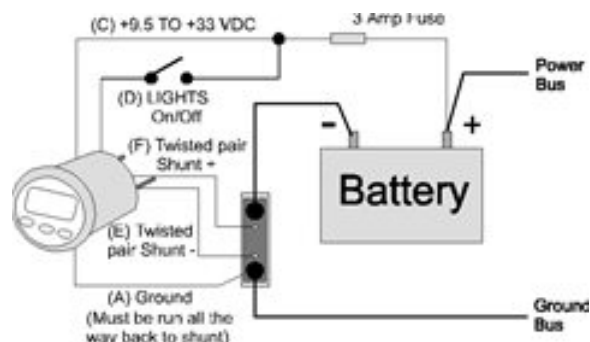 (C) +9.5 TO +33 VDC
3 Amp Fuse
Power
Bus
(D) LIGHTS
On/Off
- +
(F) Twisted pair
Shunt +
Battery
(E) Twisted
pair Shunt -
(A) Ground
(Must be run all the
way back to shunt)
Ground
Bus